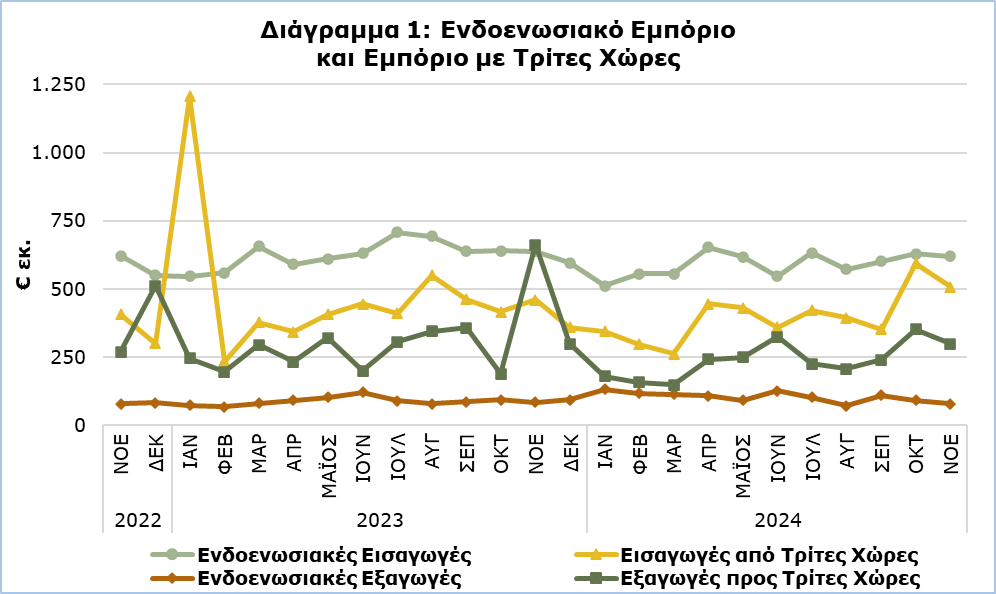 Διάγραμμα 1: Ενδοενωσιακό Εμπόριο
και Εμπόριο με Τρίτες Χώρες
1.250
1.000
750
500
250
0
€ εκ.
ΝΟΕ ΔΕΚ ΙΑΝ ΦΕΒ ΜΑΡ ΑΠΡ ΜΑΪΟΣ ΙΟΥΝ ΙΟΥΛ ΑΥΓ ΣΕΠ ΟΚΤ ΝΟΕ ΔΕΚ ΙΑΝ ΦΕΒ ΜΑΡ ΑΠΡ ΜΑΪΟΣ ΙΟΥΝ ΙΟΥΛ ΑΥΓ ΣΕΠ ΟΚΤ ΝΟΕ
2022 2023 2024
Ενδοενωσιακές Εισαγωγές Εισαγωγές από Τρίτες Χώρες
Ενδοενωσιακές Εξαγωγές Εξαγωγές προς Τρίτες Χώρες